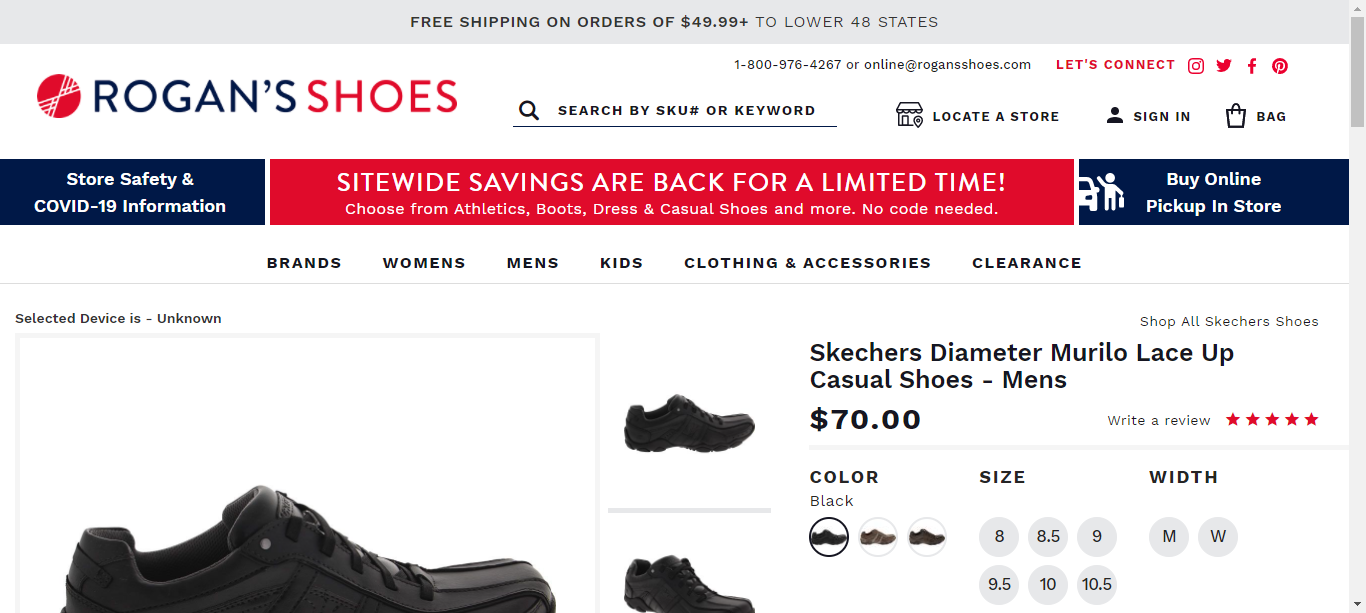 FREE SHIPPING ON ORDERS OF $49.99+ TO LOWER 48 STATES
1-800-976-4267 or online@rogansshoes.com
LET'S CONNECT
ROGAN'S SHOES
SEARCH BY SKU# OR KEYWORD
LOCATE A STORE
SIGN IN
BAG
Store Safety &
COVID-19 Information
SITEWIDE SAVINGS ARE BACK FOR A LIMITED TIME!
Choose from Athletics, Boots, Dress & Casual Shoes and more. No code needed.
Buy Online
Pickup In Store
BRANDS WOMENS MENS KIDS CLOTHING & ACCESSORIES CLEARANCE
Selected Device is - Unknown
Shop All Skechers Shoes
Skechers Diameter Murilo Lace Up
Casual Shoes - Mens
$70.00
Write a review
COLOR
Black
SIZE
8 8.5 9
9.5 10 10.5
WIDTH
M W